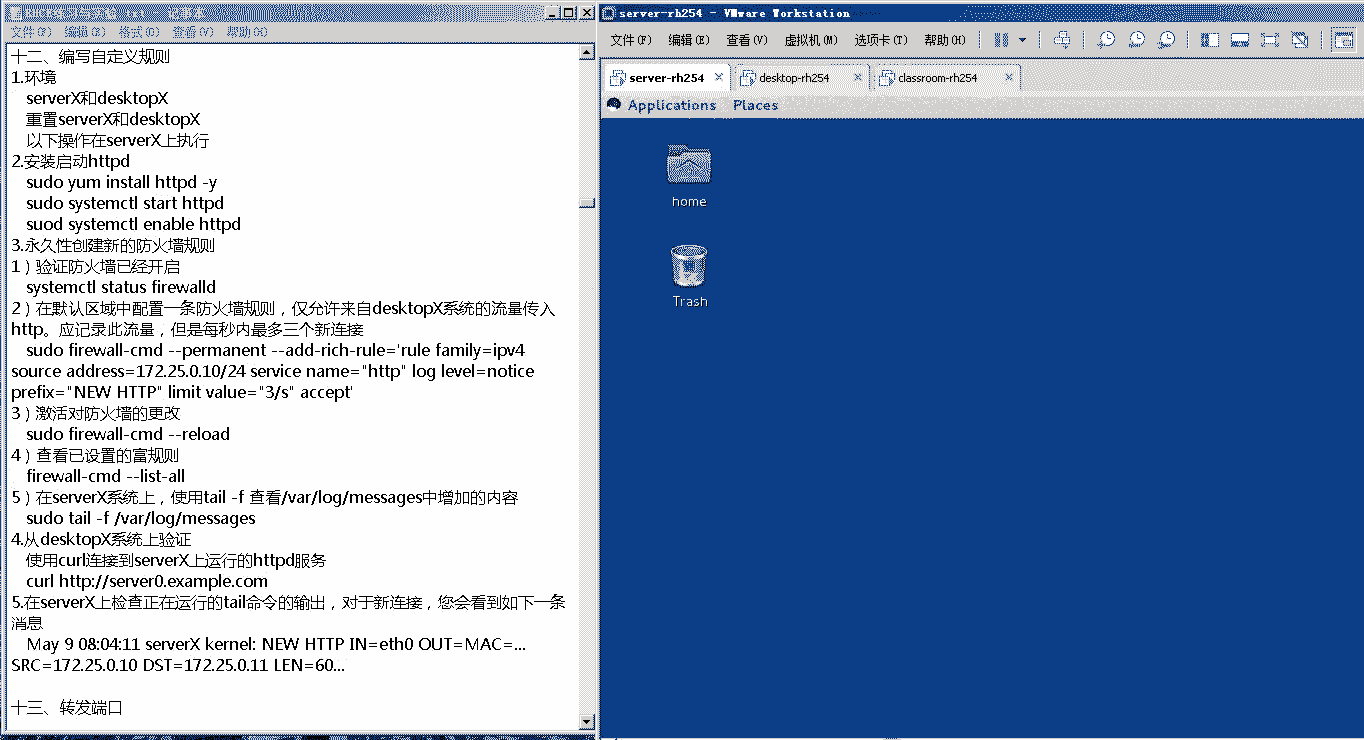 文件(F) 编辑(E) 格式(O) 查看(V) 帮助(H)
十二、编写自定义规则
1.环境
serverX和desktopX
重置serverX和desktopX
以下操作在serverX上执行
2.安装启动httpd
sudo yum install httpd -y
sudo systemctl start httpd
suod systemctl enable httpd
3.永久性创建新的防火墙规则
1）验证防火墙已经开启
systemctl status firewalld
2）在默认区域中配置一条防火墙规则，仅允许来自desktopX系统的流量传入
http。应记录此流量，但是每秒内最多三个新连接
sudo firewall-cmd --permanent --add-rich-rule='rule family=ipv4
source address=172.25.0.10/24 service name="http" log level=notice
prefix="NEW HTTP" limit value="3/s" accept'
3）激活对防火墙的更改
sudo firewall-cmd --reload
4）查看已设置的富规则
firewall-cmd --list-all
5）在serverX系统上，使用tail -f 查看/var/log/messages中增加的内容
sudo tail -f /var/log/messages
4.从desktopX系统上验证
使用curl连接到serverX上运行的httpd服务
curl http://server0.example.com
5.在serverX上检查正在运行的tail命令的输出，对于新连接，您会看到如下一条
消息
May 9 08:04:11 serverX kernel: NEW HTTP IN=eth0 OUT=MAC=...
SRC=172.25.0.10 DST=172.25.0.11 LEN=60...
十三、转发端口
server-rh254 - VMware Workstation
文件(F) 编辑(E) 查看(V) 虚拟机(M) 选项卡(T) 帮助(H)
server-rh254 desktop-rh254 classroom-rh254
Applications Places
home
Trash